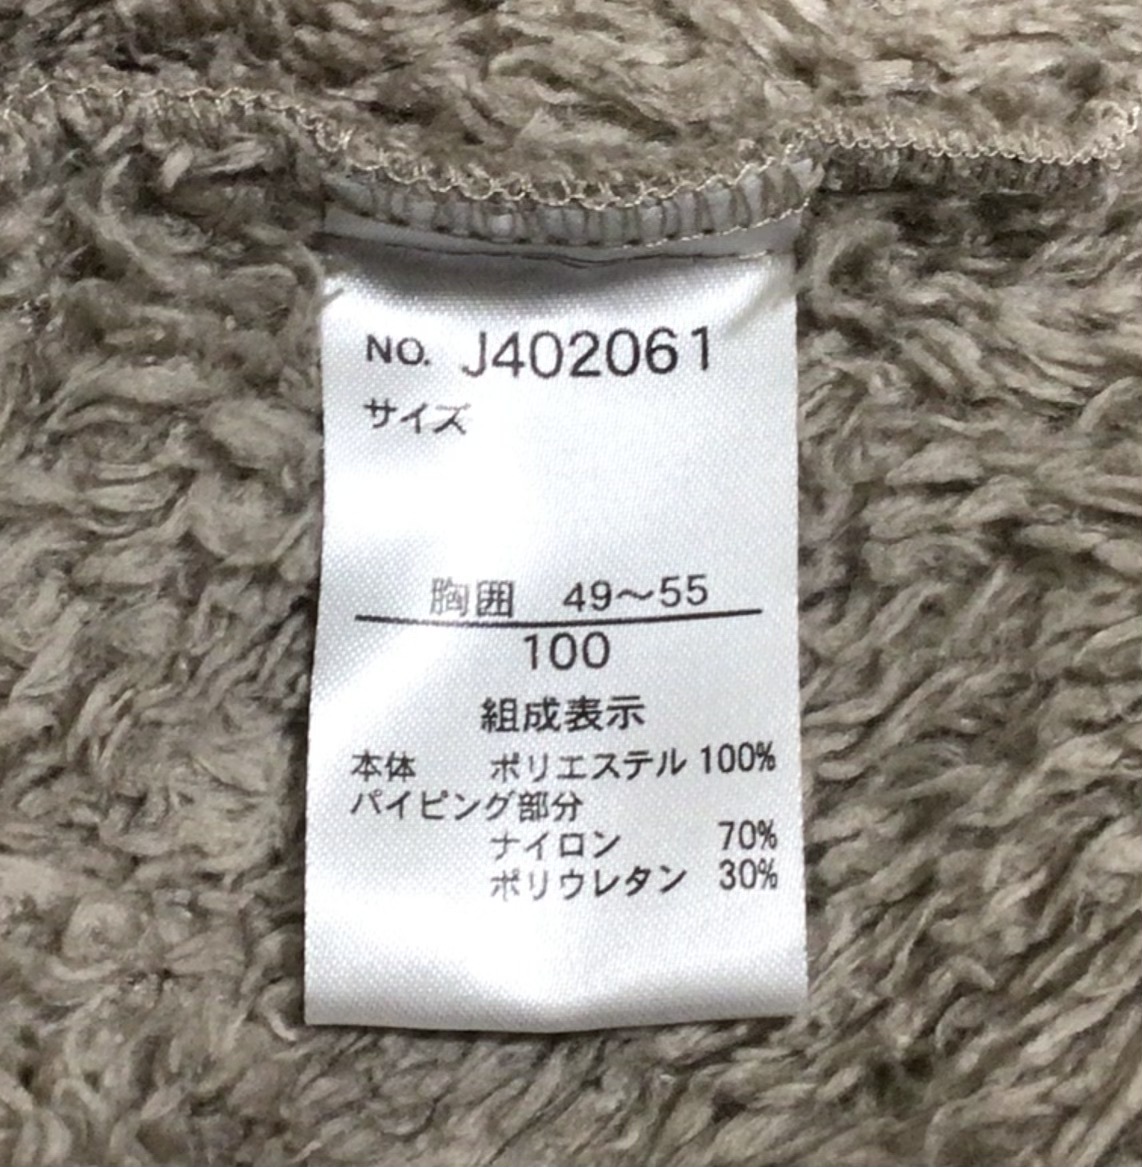 NO. J402061
サイズ
胸囲 49～55
100
組成表示
本体 ポリエステル 100%
パイピング部分
ナイロン 70%
ポリウレタン 30%